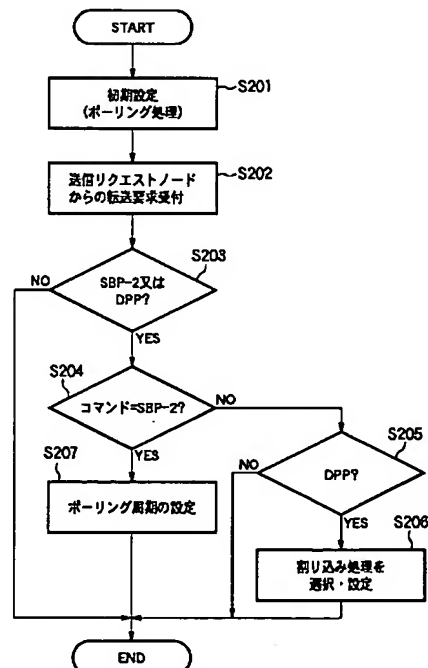 START
初期設定
(ポーリング処理)
S201
送信リクエストノード
からの転送要求受付
S202
SBP-2又は
DPP?
S203
NO
YES
S204
コマンド=SBP-2?
NO
YES
S205
DPP?
NO
YES
S207
ポーリング周期の設定
S206
割り込み処理を
選択・設定
END